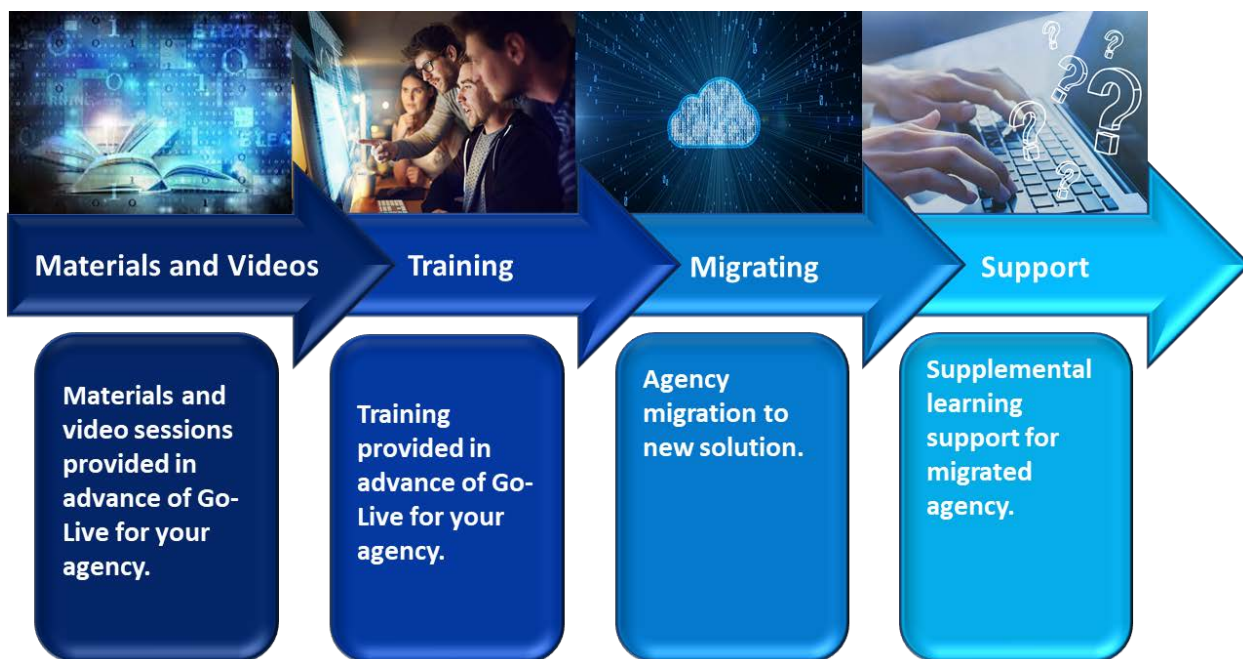 Materials and Videos
Training
Migrating
Support
Materials and
video sessions
provided in
advance of Go-
Live for your
agency.
Training
provided in
advance of Go-
Live for your
agency.
Agency
migration to
new solution.
Supplemental
learning
support for
migrated
agency.